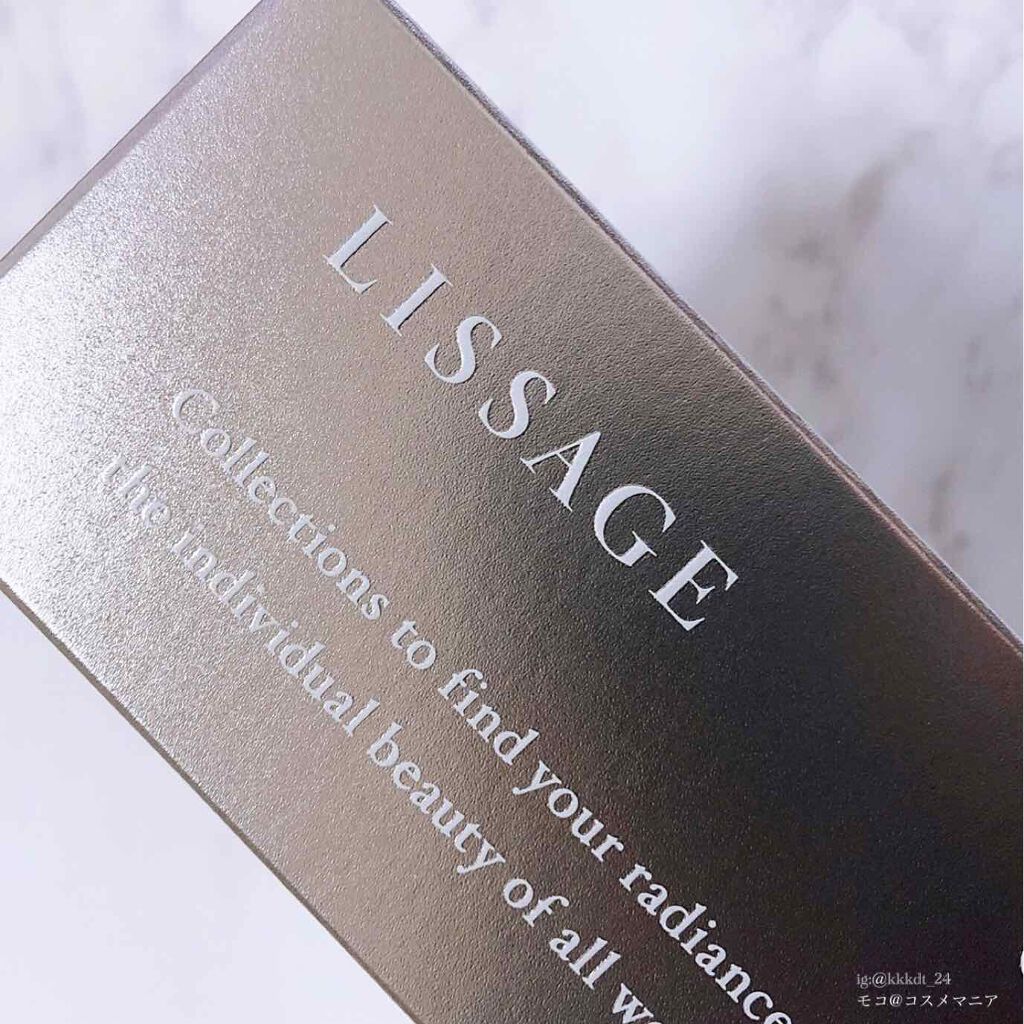 LISSAGE
Collections to find your radiance
the individual beauty of all
ig:@kkkdt_24
モコ@コスメマニア